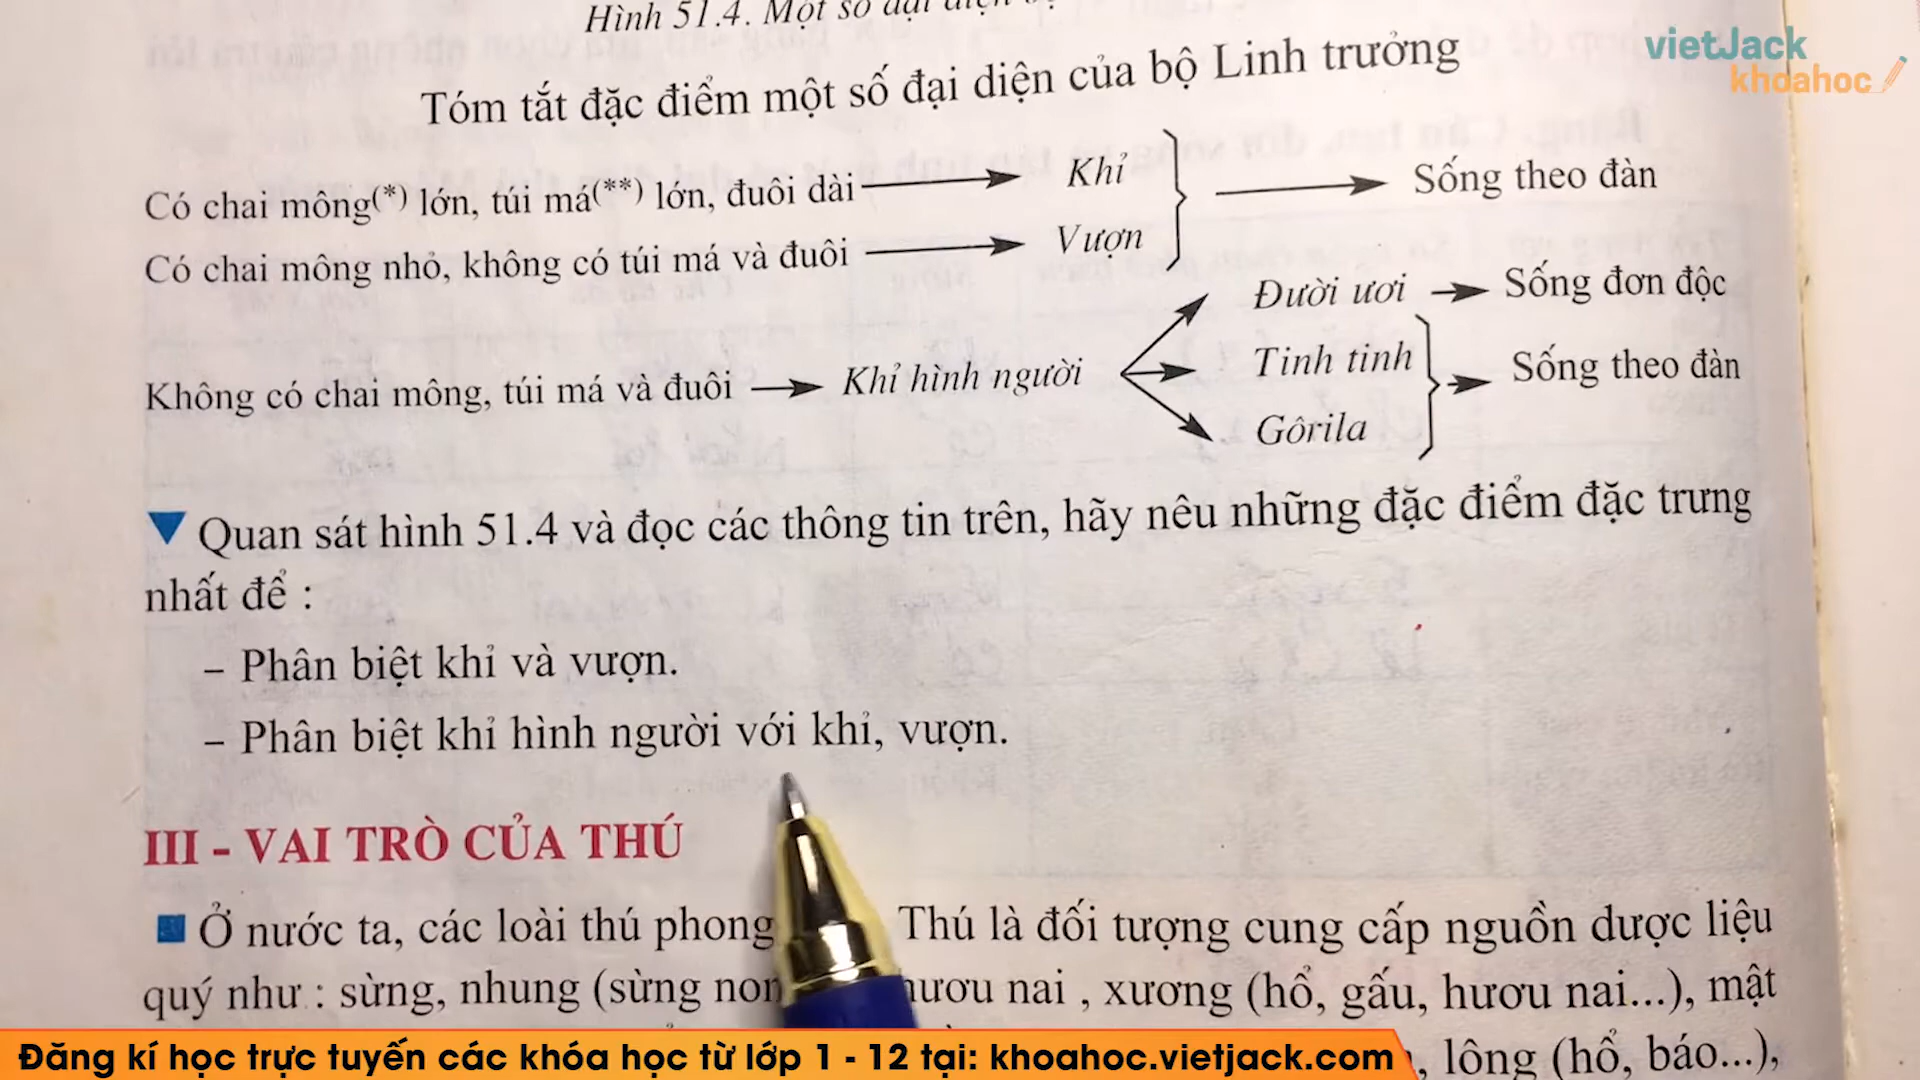 Hình 51.4. Một số đại diện
vietJack
khoahoc
Tóm tắt đặc điểm một số đại diện của bộ Linh trưởng
Có chai mông(*) lớn, túi má(**) lớn, đuôi dài Khỉ Sống theo đàn
Có chai mông nhỏ, không có túi má và đuôi Vượn
Đười ươi Sống đơn độc
Không có chai mông, túi má và đuôi Khỉ hình người Tinh tinh Sống theo đàn
Gôrila
Quan sát hình 51.4 và đọc các thông tin trên, hãy nêu những đặc điểm đặc trưng
nhất để :
– Phân biệt khỉ và vượn.
– Phân biệt khỉ hình người với khỉ, vượn.
III - VAI TRÒ CỦA THÚ
Ở nước ta, các loài thú phong Thú là đối tượng cung cấp nguồn dược liệu
quý như : sừng, nhung (sừng non hươu nai , xương (hổ, gấu, hươu nai...), mật
lông (hổ, báo...),
Đăng kí học trực tuyến các khóa học từ lớp 1 - 12 tại: khoahoc.vietjack.com